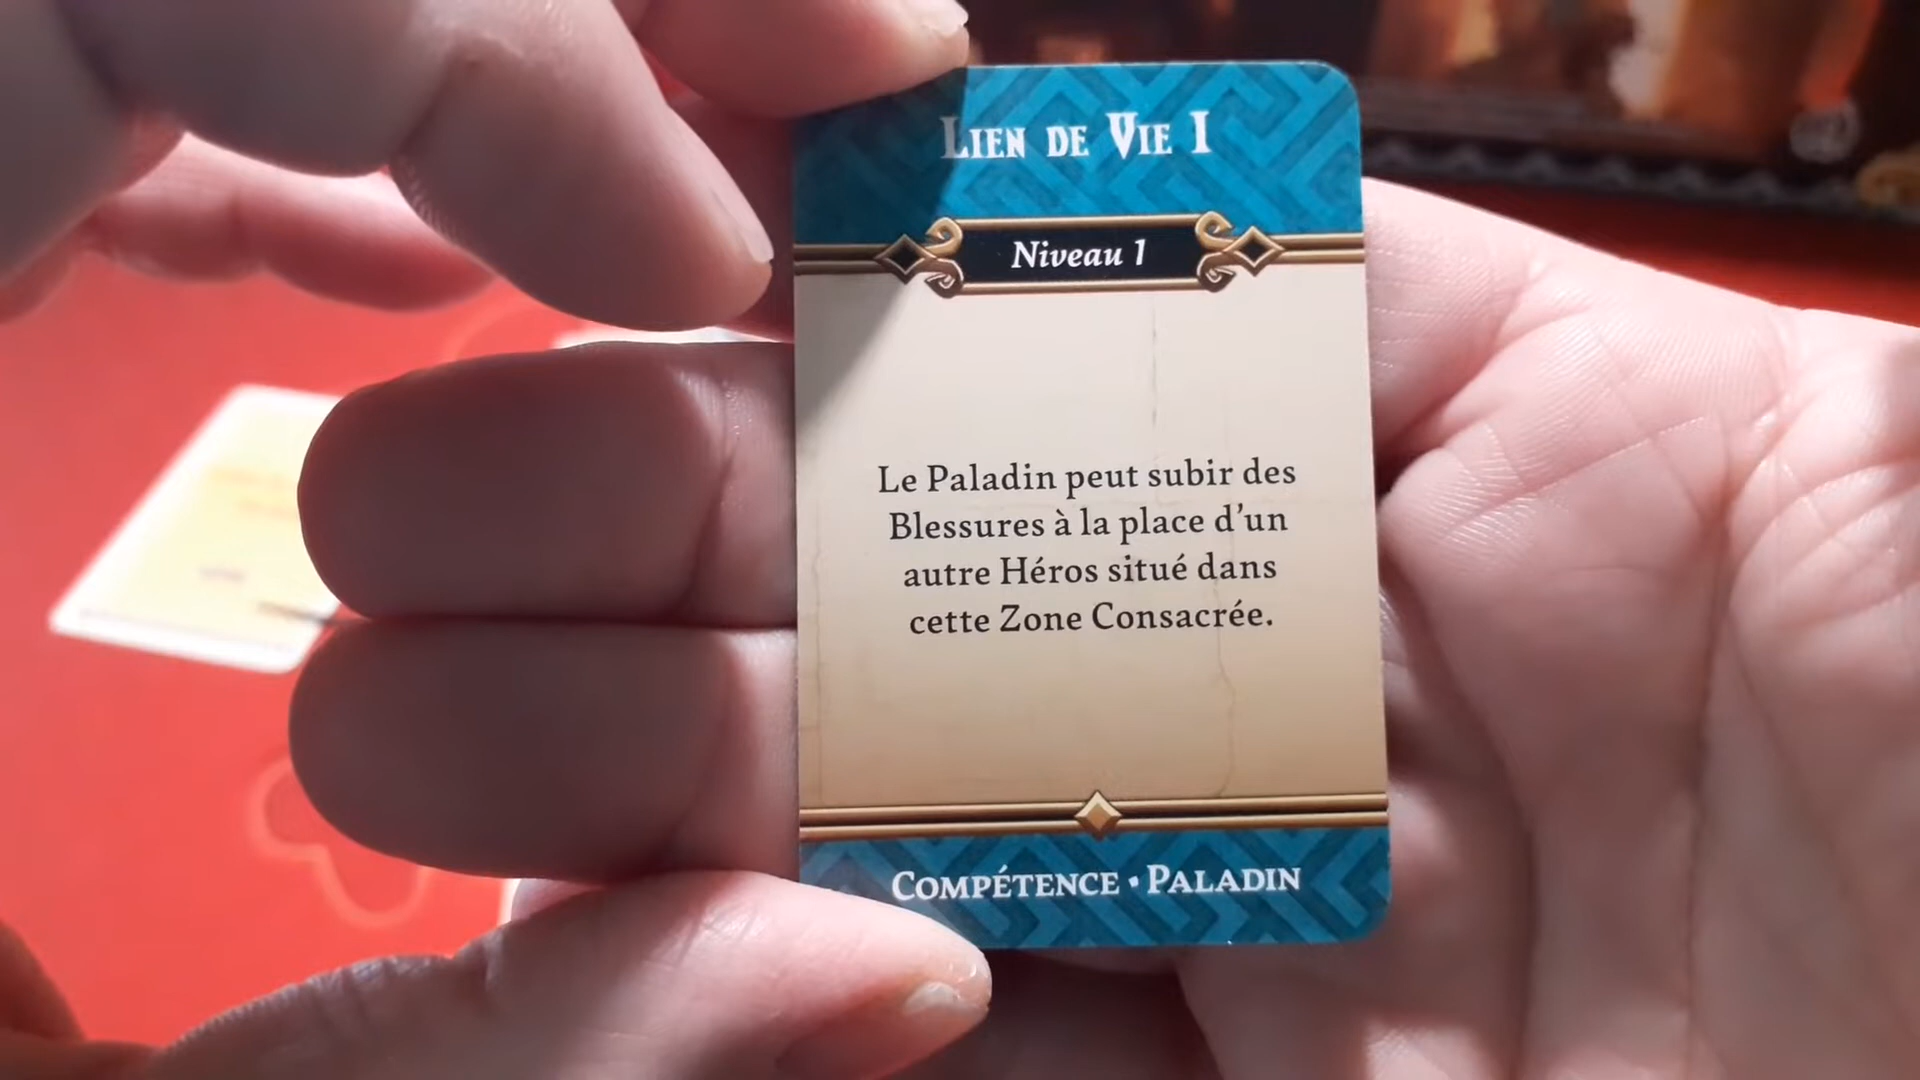 Lien de Vie I
Niveau 1
Le Paladin peut subir des
Blessures à la place d'un
autre Héros situé dans
cette Zone Consacrée.
Compétence • Paladin